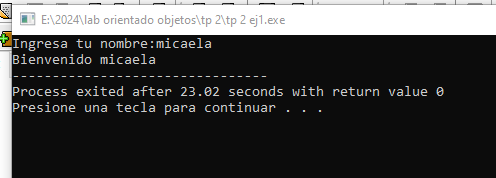 E:\2024\lab orientado objetos\tp 2\tp 2 ej1.exe
Ingresa tu nombre:micaela
Bienvenido micaela
--------------------------------
Process exited after 23.02 seconds with return value 0
Presione una tecla para continuar . . .